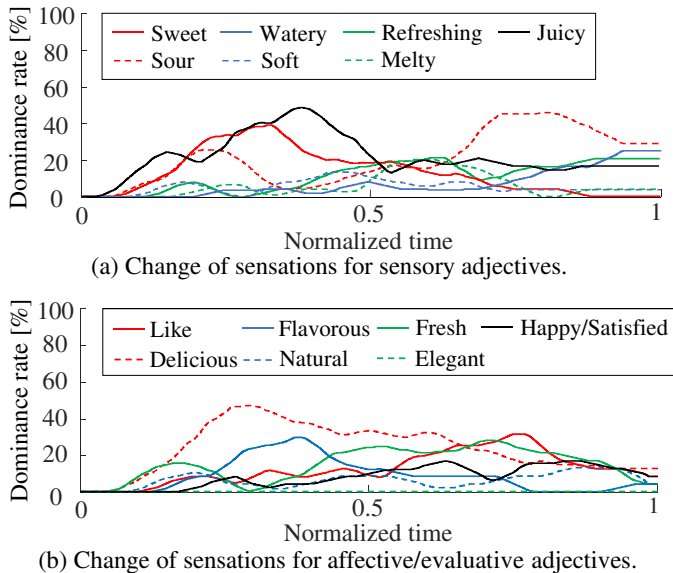 Dominance rate [%]
100
80
60
40
20
0
Sweet Watery Refreshing Juicy
Sour Soft Melty
0 0.5 1
Normalized time
(a) Change of sensations for sensory adjectives.
Dominance rate [%]
100
80
60
40
20
0
Like Flavorous Fresh Happy/Satisfied
Delicious Natural Elegant
0 0.5 1
Normalized time
(b) Change of sensations for affective/evaluative adjectives.